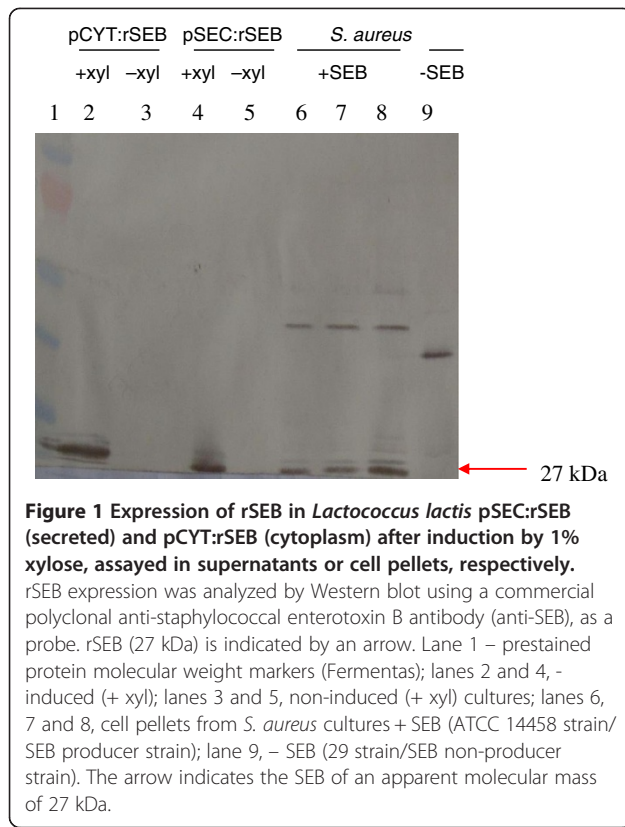 pCYT:rSEB pSEC:rSEB S. aureus
+xyl –xyl +xyl –xyl +SEB -SEB
1 2 3 4 5 6 7 8 9
27 kDa
Figure 1 Expression of rSEB in Lactococcus lactis pSEC:rSEB
(secreted) and pCYT:rSEB (cytoplasm) after induction by 1%
xylose, assayed in supernatants or cell pellets, respectively.
rSEB expression was analyzed by Western blot using a commercial
polyclonal anti-staphylococcal enterotoxin B antibody (anti-SEB), as a
probe. rSEB (27 kDa) is indicated by an arrow. Lane 1 – prestained
protein molecular weight markers (Fermentas); lanes 2 and 4, -
induced (+ xyl); lanes 3 and 5, non-induced (+ xyl) cultures; lanes 6,
7 and 8, cell pellets from S. aureus cultures + SEB (ATCC 14458 strain/
SEB producer strain); lane 9, – SEB (29 strain/SEB non-producer
strain). The arrow indicates the SEB of an apparent molecular mass
of 27 kDa.